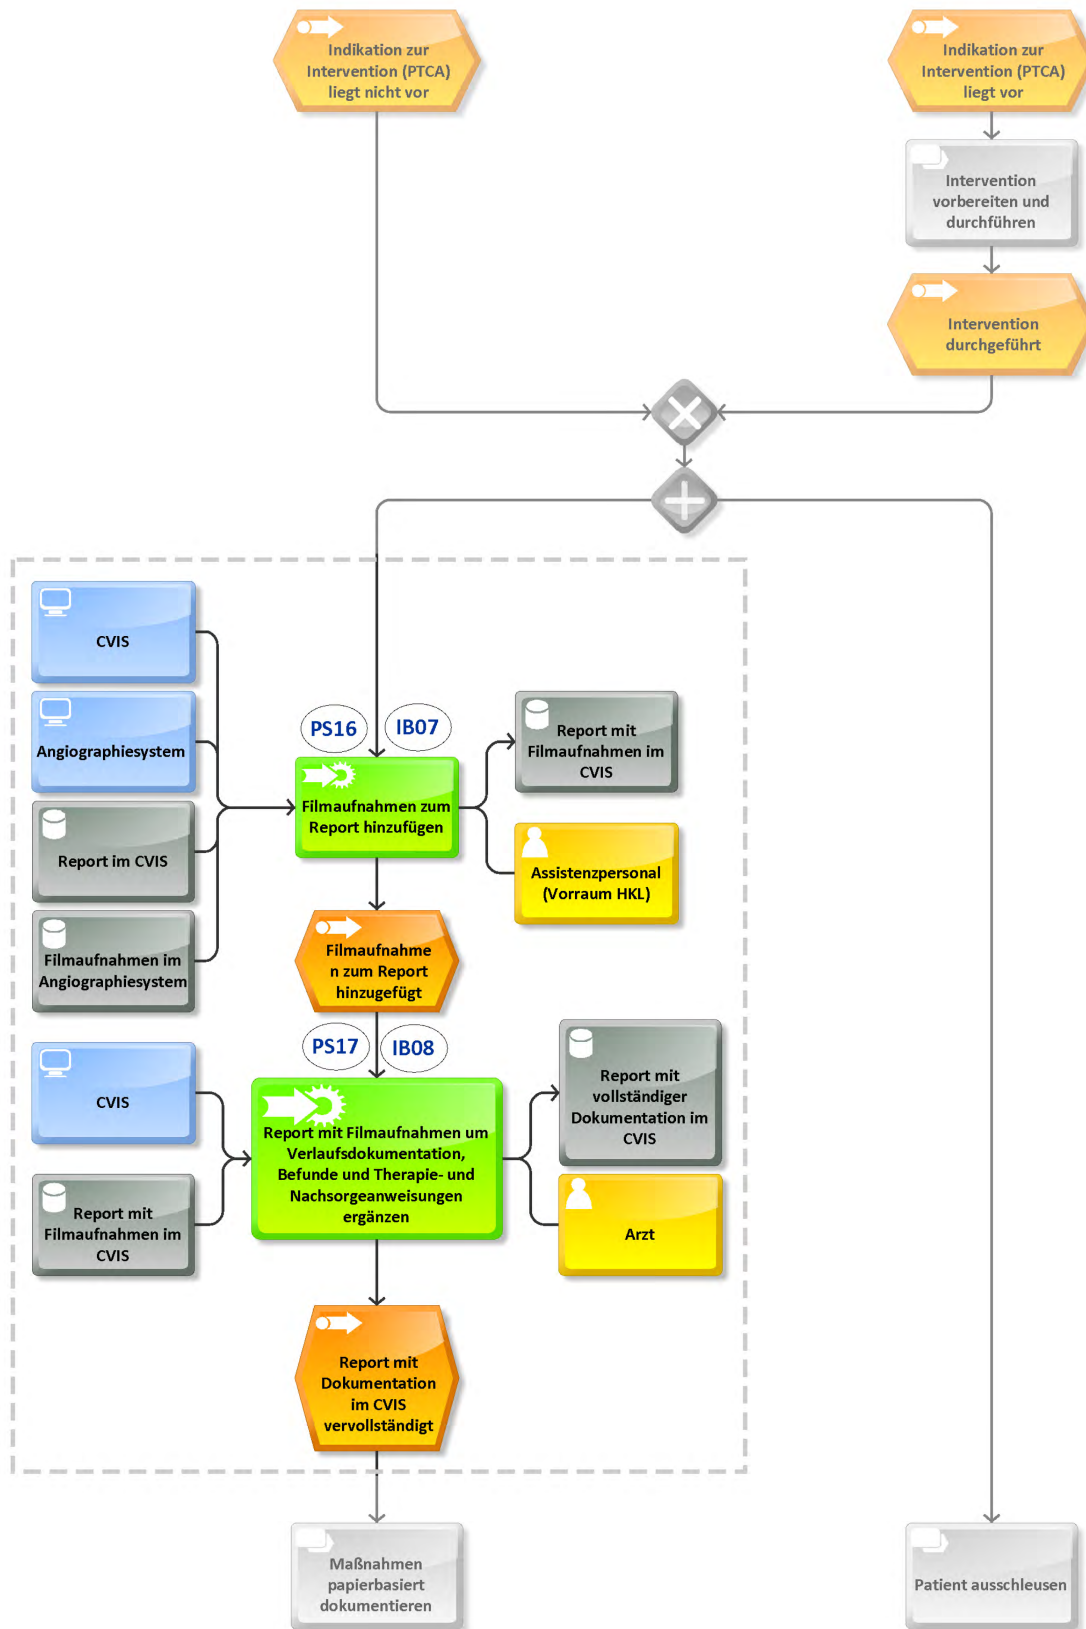 Indikation zur
Intervention (PTCA)
liegt nicht vor
Indikation zur
Intervention (PTCA)
liegt vor
Intervention
vorbereiten und
durchführen
Intervention
durchgeführt
CVIS
Angiographiesystem
Report im CVIS
Filmaufnahmen im
Angiographiesystem
PS16
IB07
Filmaufnahmen zum
Report hinzufügen
Report mit
Filmaufnahmen im
CVIS
Assistenzpersonal
(Vorraum HKL)
Filmaufnahme
n zum Report
hinzugefügt
PS17
IB08
CVIS
Report mit
Filmaufnahmen im
CVIS
Report mit Filmaufnahmen um
Verlaufsdokumentation,
Befunde und Therapie- und
Nachsorgeanweisungen
ergänzen
Report mit
vollständiger
Dokumentation im
CVIS
Arzt
Report mit
Dokumentation
im CVIS
vervollständigt
Maßnahmen
papierbasiert
dokumentieren
Patient ausschleusen